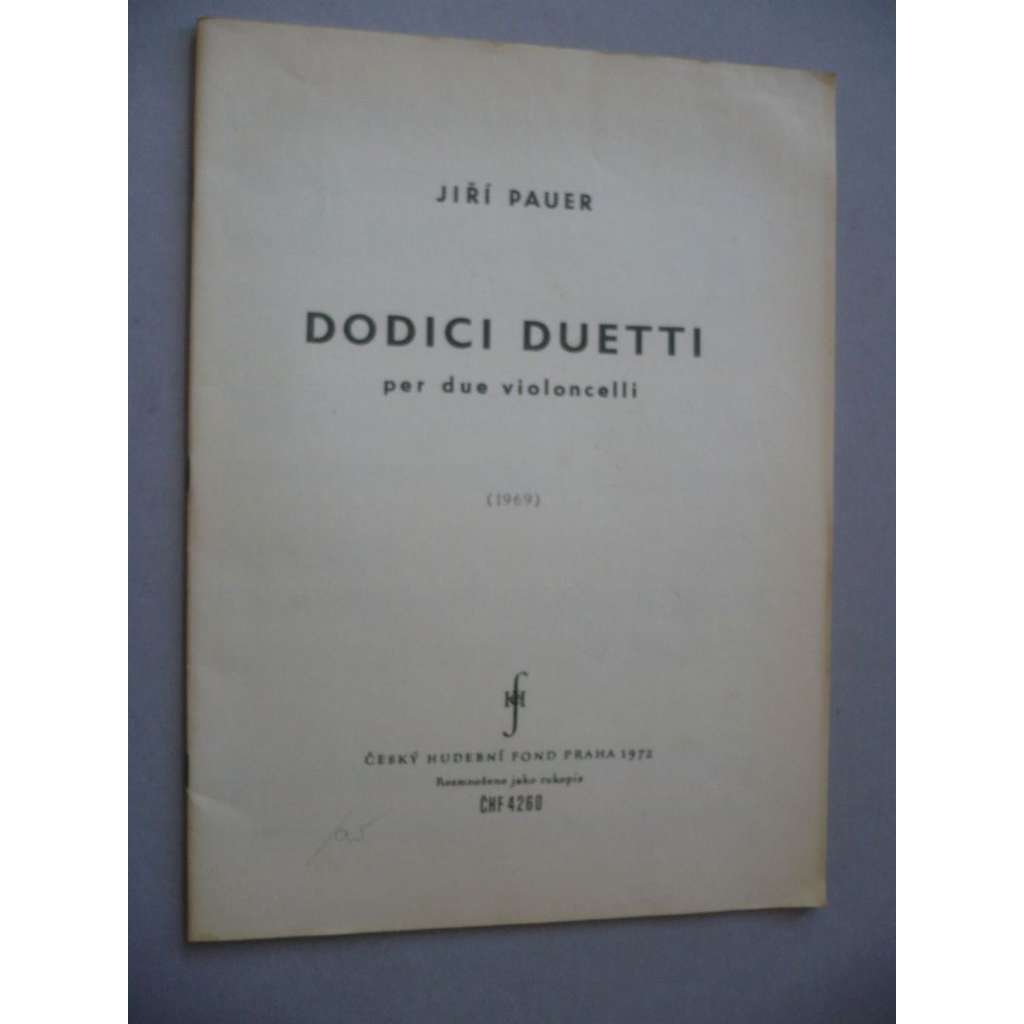 JIŘÍ PAUER
DODICI DUETTI
per due violoncelli
(1969)
ČESKÝ HUDEBNÍ FOND PRAHA 1972
Rozmnoženo jako rukopis
ČHF 4260